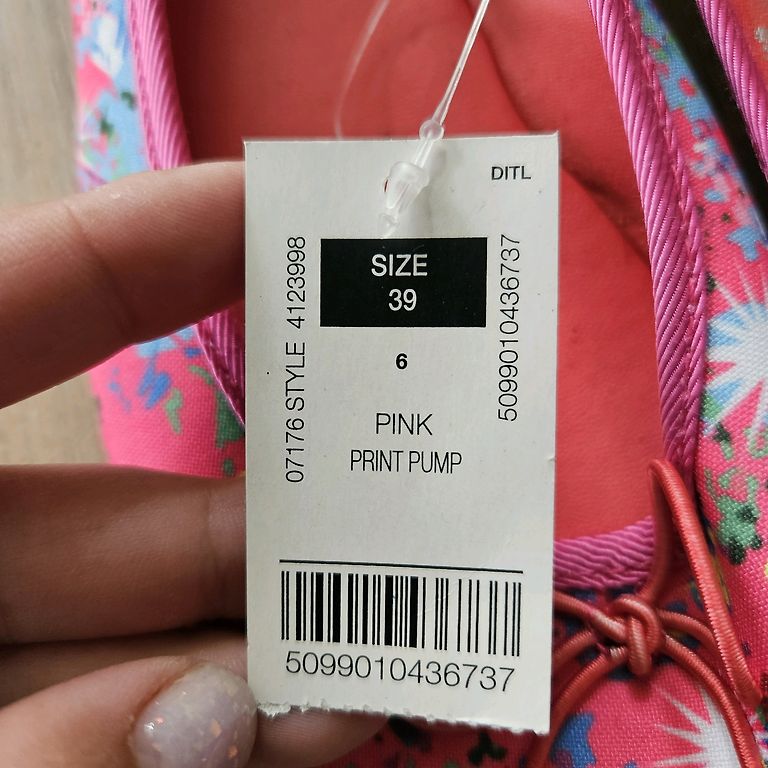 DITL
SIZE
39
6
PINK
PRINT PUMP
07176 STYLE 4123998
5099010436737
5099010436737